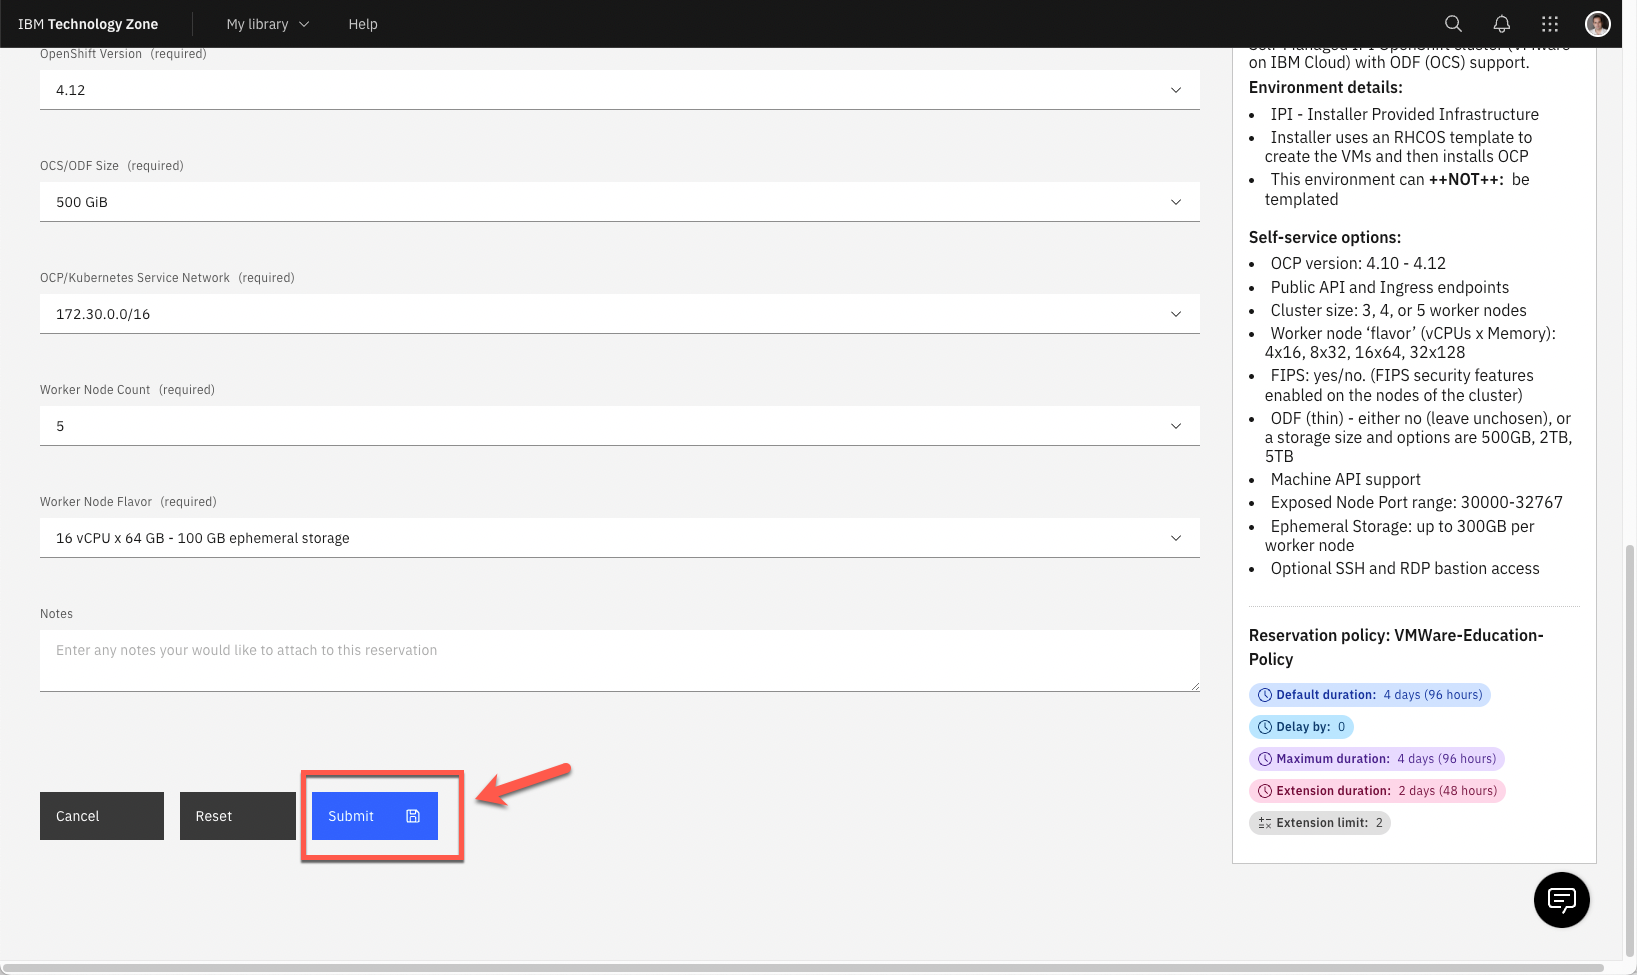 IBM Technology Zone
My library
Help
OpenShift Version (required)
4.12
OCS/ODF Size (required)
500 GiB
OCP/Kubernetes Service Network (required)
172.30.0.0/16
Worker Node Count (required)
5
Worker Node Flavor (required)
16 vCPU x 64 GB - 100 GB ephemeral storage
Notes
Enter any notes your would like to attach to this reservation
Cancel
Reset
Submit
Self-Managed IPI OpenShift cluster (VMware
on IBM Cloud) with ODF (OCS) support.
Environment details:
• IPI - Installer Provided Infrastructure
• Installer uses an RHCOS template to
create the VMs and then installs OCP
• This environment can ++NOT++: be
templated
Self-service options:
• OCP version: 4.10 - 4.12
• Public API and Ingress endpoints
• Cluster size: 3, 4, or 5 worker nodes
• Worker node ‘flavor’ (vCPUs x Memory):
4x16, 8x32, 16x64, 32x128
• FIPS: yes/no. (FIPS security features
enabled on the nodes of the cluster)
• ODF (thin) - either no (leave unchosen), or
a storage size and options are 500GB, 2TB,
5TB
• Machine API support
• Exposed Node Port range: 30000-32767
• Ephemeral Storage: up to 300GB per
worker node
• Optional SSH and RDP bastion access
Reservation policy: VMWare-Education-
Policy
Default duration: 4 days (96 hours)
Delay by: 0
Maximum duration: 4 days (96 hours)
Extension duration: 2 days (48 hours)
Extension limit: 2